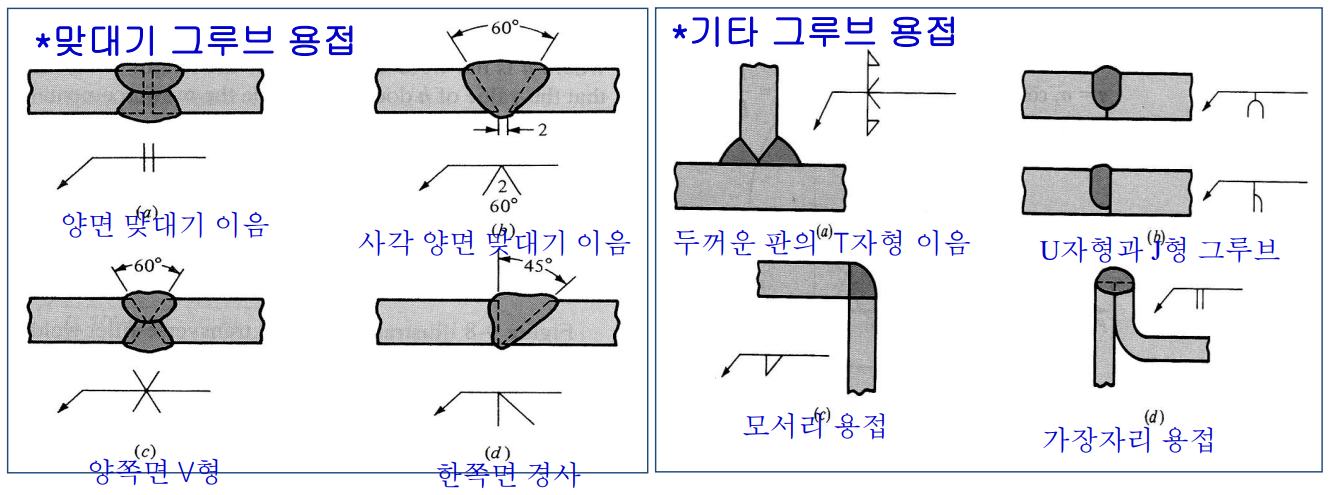 *맞대기 그루브 용접
60°
2
(a)
양면 맞대기 이음
2
60°
(b)
사각 양면 맞대기 이음
60°
(c)
양쪽면 V형
45°
(d)
한쪽면 경사
*기타 그루브 용접
(a)
두꺼운 판의 T자형 이음
(b)
U자형과 J형 그루브
(c)
모서리 용접
(d)
가장자리 용접